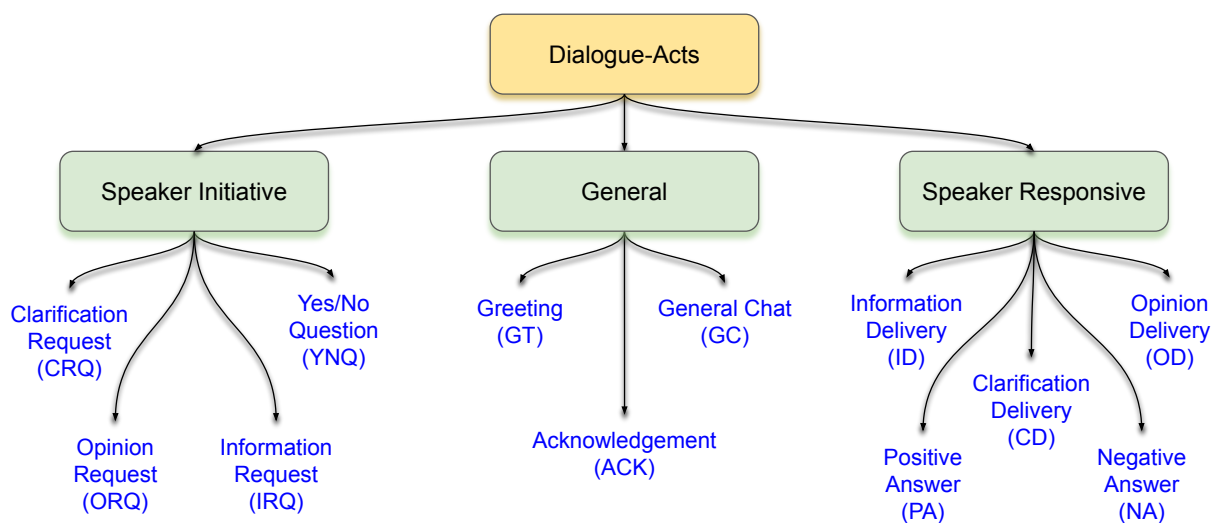 Dialogue-Acts
Speaker Initiative
General
Speaker Responsive
Clarification
Request
(CRQ)
Opinion
Request
(ORQ)
Information
Request
(IRQ)
Yes/No
Question
(YNQ)
Greeting
(GT)
Acknowledgement
(ACK)
General Chat
(GC)
Information
Delivery
(ID)
Positive
Answer
(PA)
Clarification
Delivery
(CD)
Negative
Answer
(NA)
Opinion
Delivery
(OD)